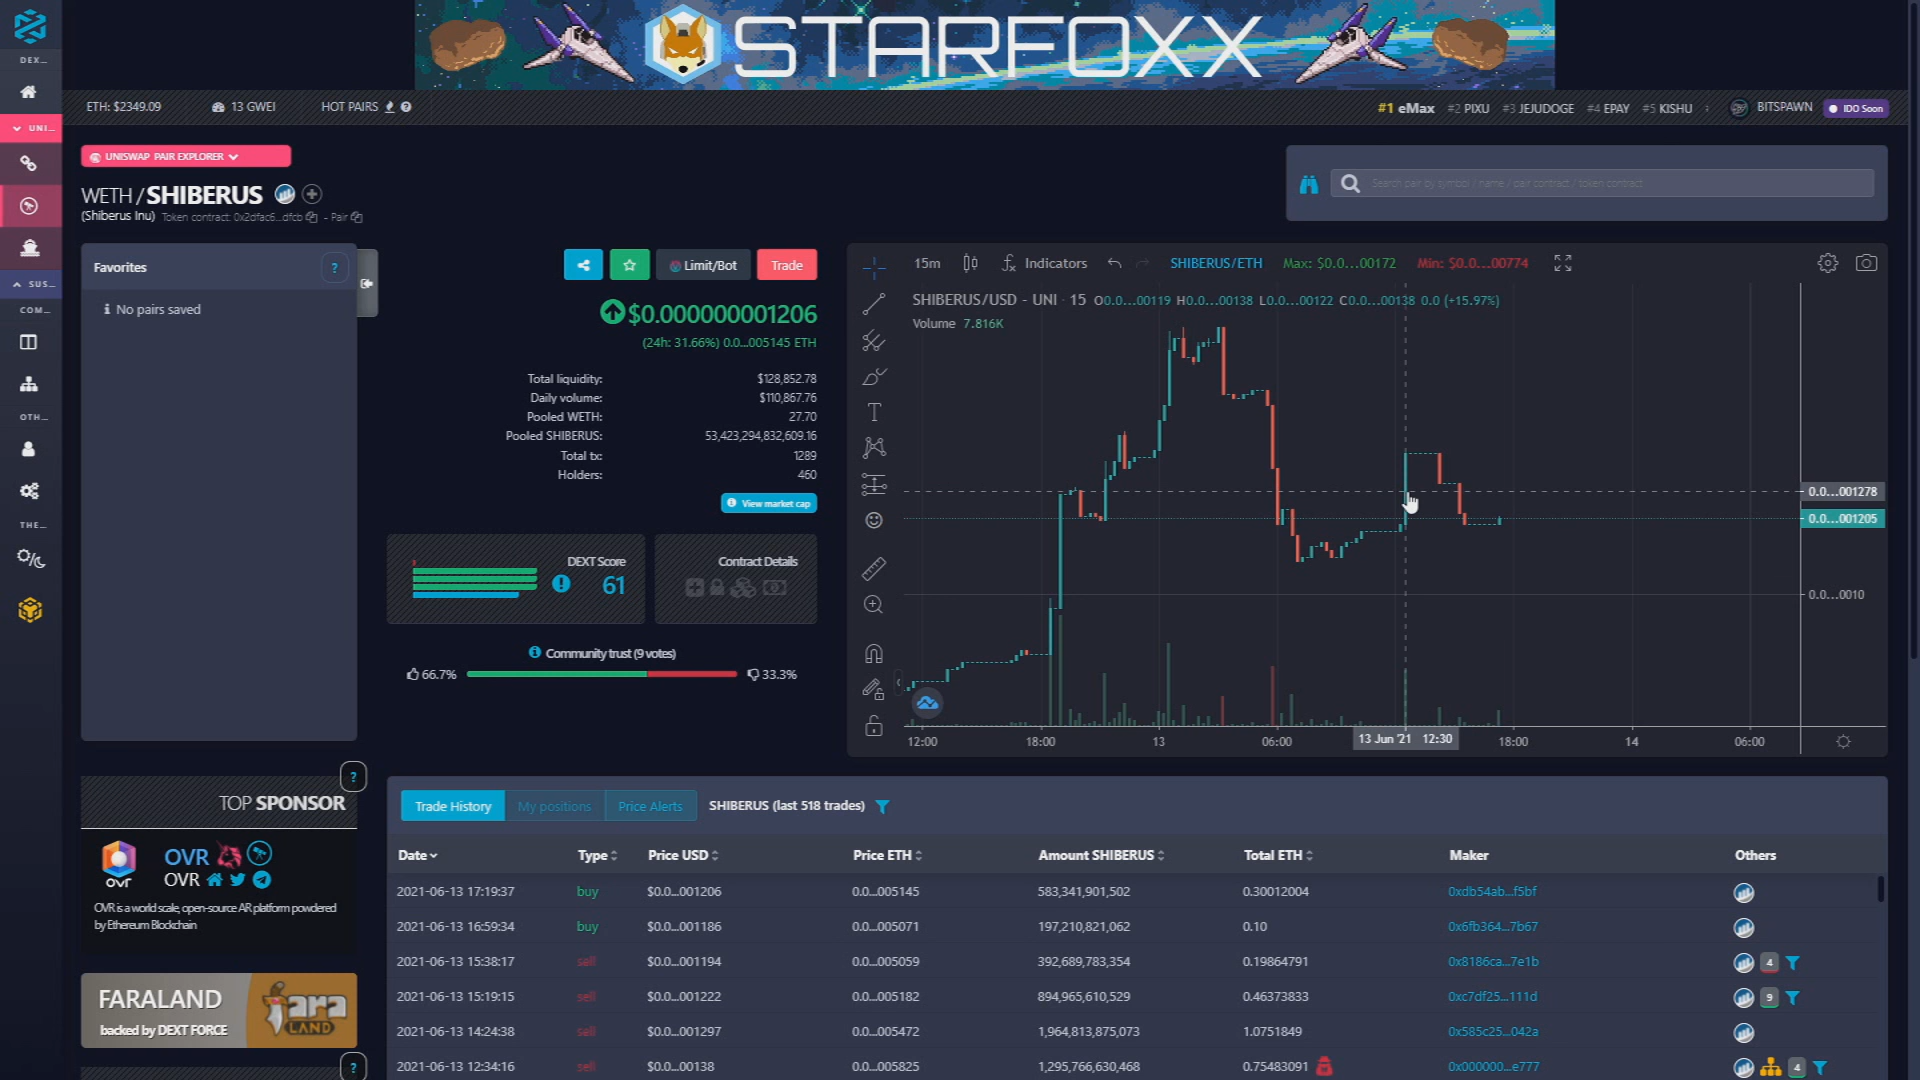 STARFOXX
DEX...
ETH: $2349.09
13 GWEI
HOT PAIRS
#1 eMax
#2 PIXU
#3 JEJUDOGE
#4 EPAY
#5 KISHU
BITSPAWN
IDO Soon
UNI...
UNISWAP PAIR EXPLORER
WETH/SHIBERUS
(Shiberus Inu) Token contract: 0x2dfac6...dfcb - Pair
Search pair by symbol / name / pair contract / token contract
SUS...
COM...
OTH...
THE...
Favorites
?
No pairs saved
Limit/Bot
Trade
$0.000000001206
(24h: 31.66%) 0.0...005145 ETH
Total liquidity: $128,852.78
Daily volume: $110,867.76
Pooled WETH: 27.70
Pooled SHIBERUS: 53,423,294,832,609.16
Total tx: 1289
Holders: 460
View market cap
DEXT Score
61
Contract Details
Community trust (9 votes)
66.7%
33.3%
15m
Indicators
SHIBERUS/ETH
Max: $0.0...00172
Min: $0.0...00774
SHIBERUS/USD - UNI · 15 O0.0...00119 H0.0...00138 L0.0...00122 C0.0...00138 0.0 (+15.97%)
Volume 7.816K
0.0...001278
0.0...001205
0.0...0010
12:00
18:00
13
06:00
13 Jun '21 12:30
18:00
14
06:00
?
TOP SPONSOR
OVR
OVR
OVR
OVR is a world scale, open-source AR platform powdered
by Ethereum Blockchain
FARALAND
backed by DEXT FORCE
fara
LAND
?
Trade History
My positions
Price Alerts
SHIBERUS (last 518 trades)
Date Type Price USD Price ETH Amount SHIBERUS Total ETH Maker Others
2021-06-13 17:19:37 buy $0.0...001206 0.0...005145 583,341,901,502 0.30012004 0xdb54ab...f5bf
2021-06-13 16:59:34 buy $0.0...001186 0.0...005071 197,210,821,062 0.10 0x6fb364...7b67
2021-06-13 15:38:17 sell $0.0...001194 0.0...005059 392,689,783,354 0.19864791 0x8186ca...7e1b 4
2021-06-13 15:19:15 sell $0.0...001222 0.0...005182 894,965,610,529 0.46373833 0xc7df25...111d 9
2021-06-13 14:24:38 sell $0.0...001297 0.0...005472 1,964,813,875,073 1.0751849 0x585c25...042a
2021-06-13 12:34:16 sell $0.0...00138 0.0...005825 1,295,766,630,468 0.75483091 0x000000...e777 4